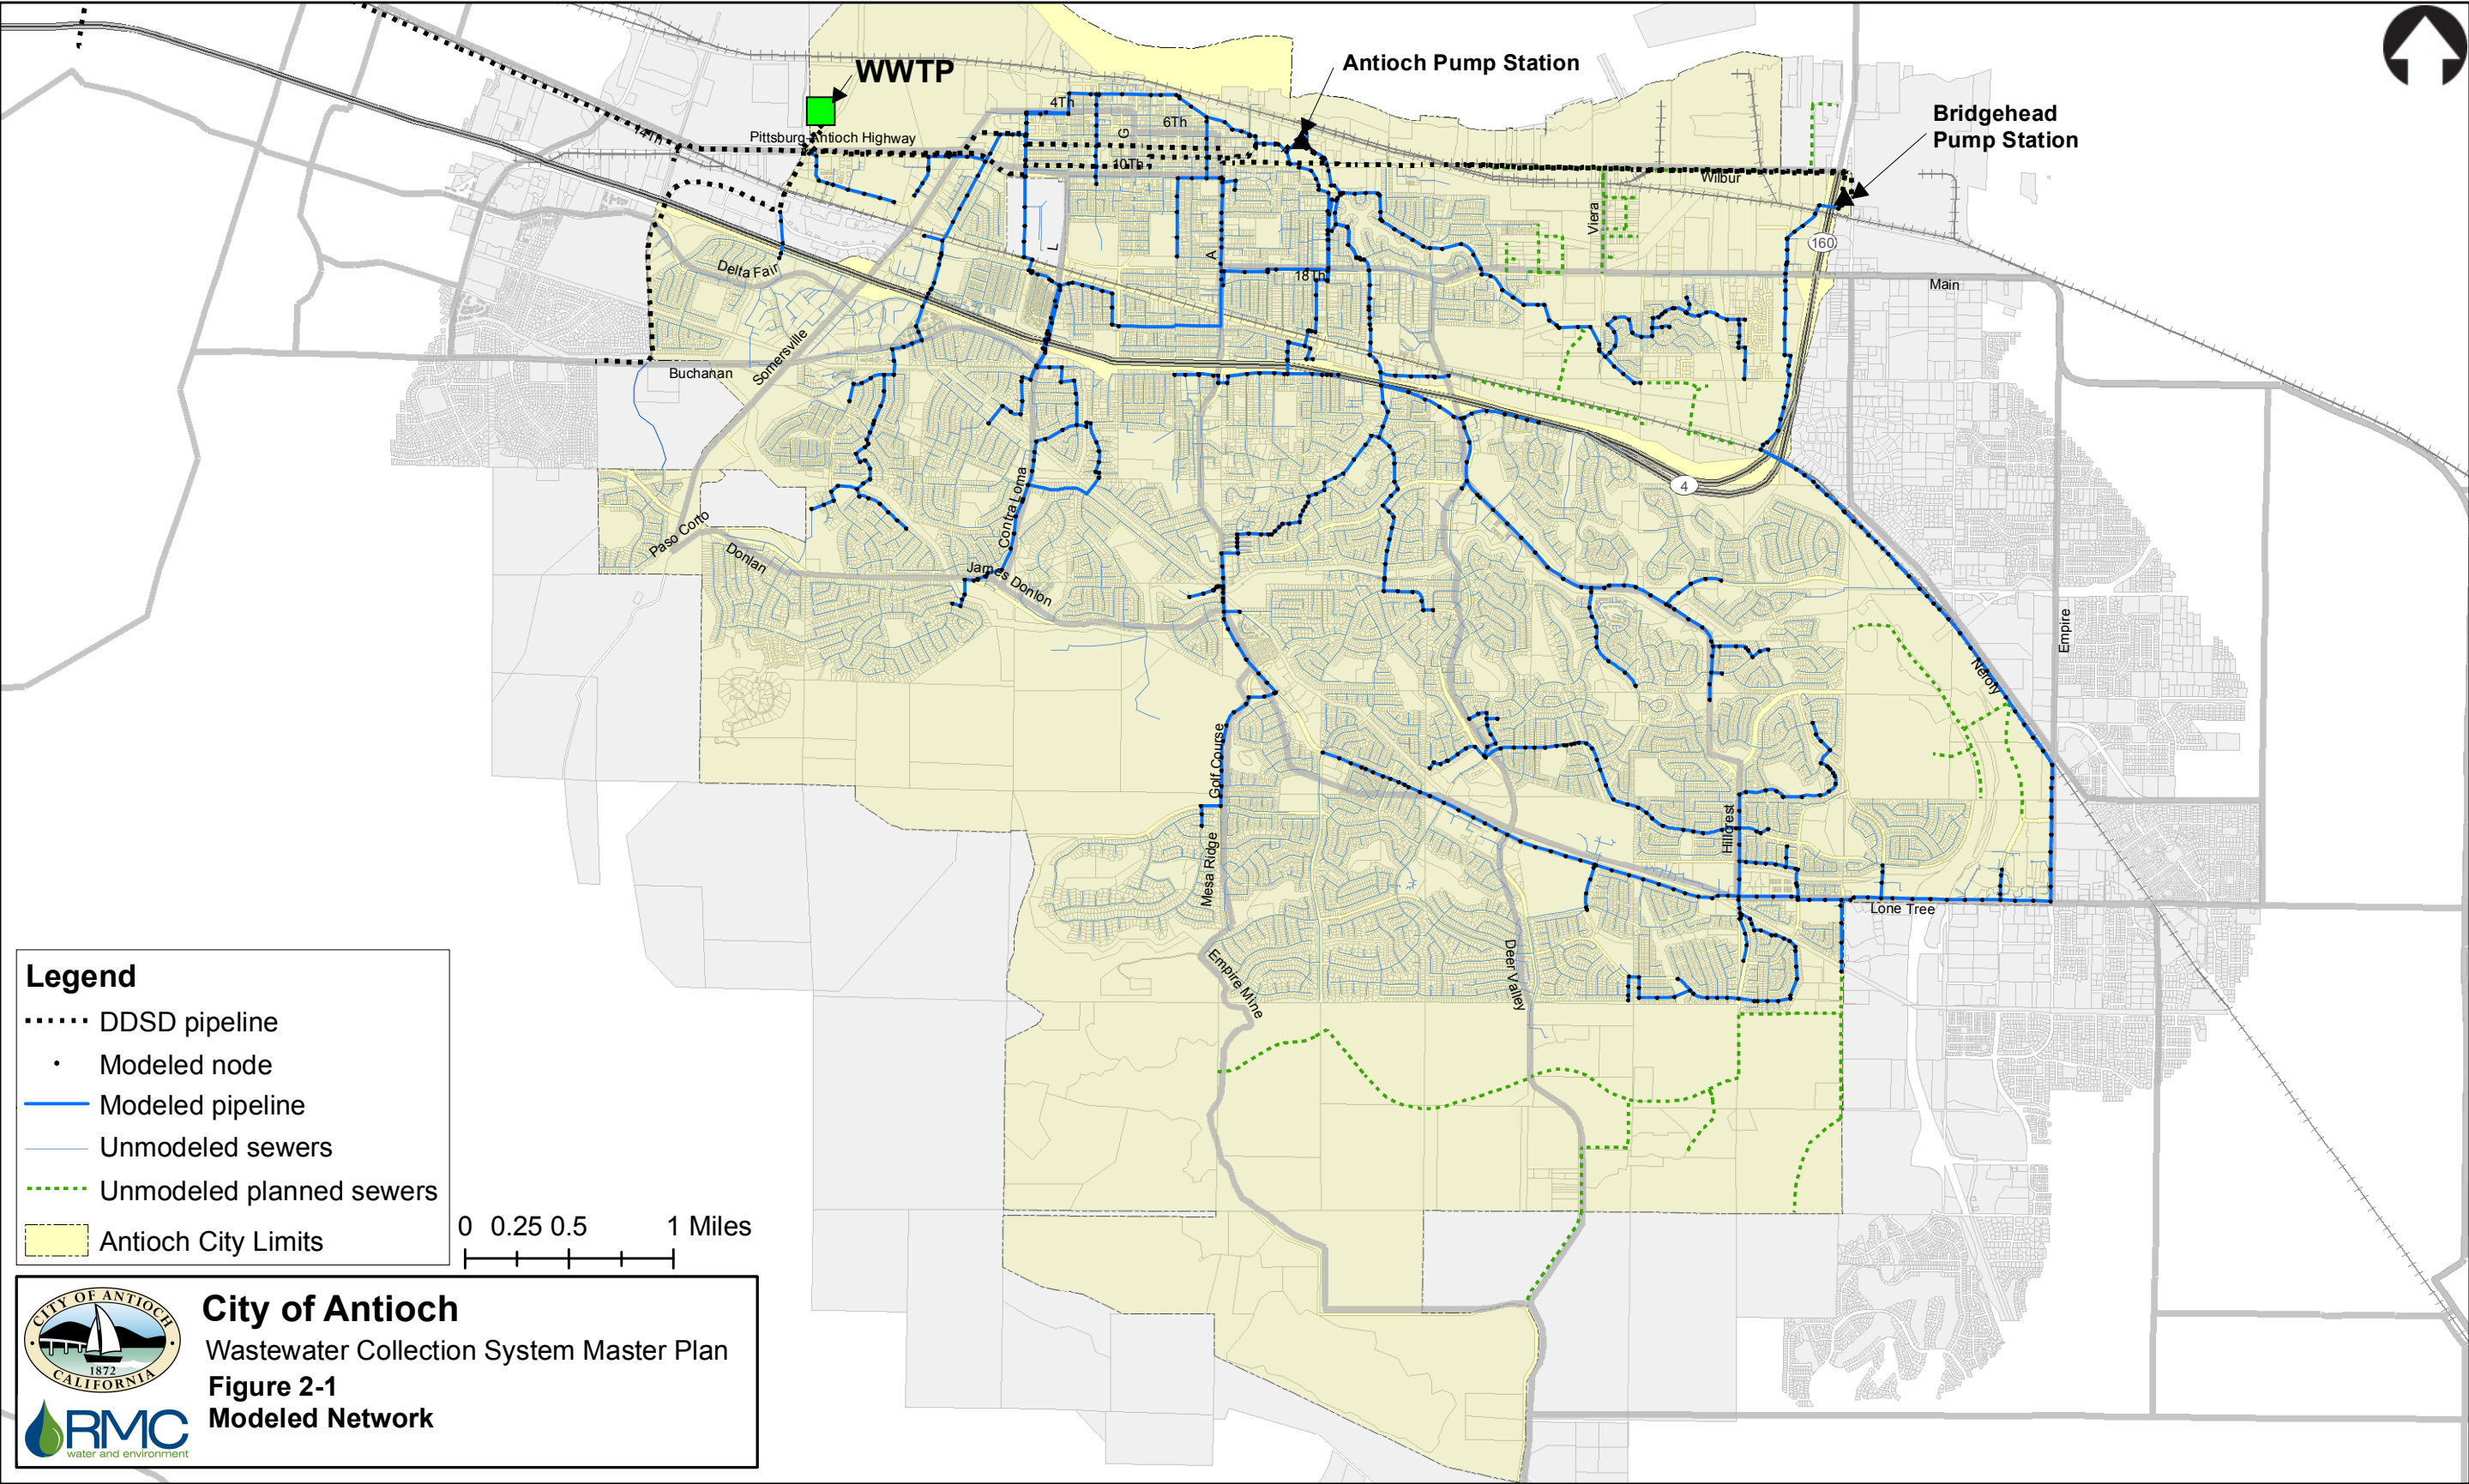 WWTP
Antioch Pump Station
Bridgehead
Pump Station
4Th
G
6Th
14Th
Pittsburg-Antioch Highway
10Th
Wilbur
Viera
L
A
160
Delta Fair
18Th
Main
Somersville
Buchanan
4
Contra Loma
Paso Corto
Donlan
James Donlon
Empire
Neroly
Golf Course
Hillcrest
Mesa Ridge
Lone Tree
Empire Mine
Deer Valley
Legend
DDSD pipeline
Modeled node
Modeled pipeline
Unmodeled sewers
Unmodeled planned sewers
Antioch City Limits
0 0.25 0.5 1 Miles
CITY OF ANTIOCH
1872
CALIFORNIA
City of Antioch
Wastewater Collection System Master Plan
Figure 2-1
Modeled Network
RMC
water and environment